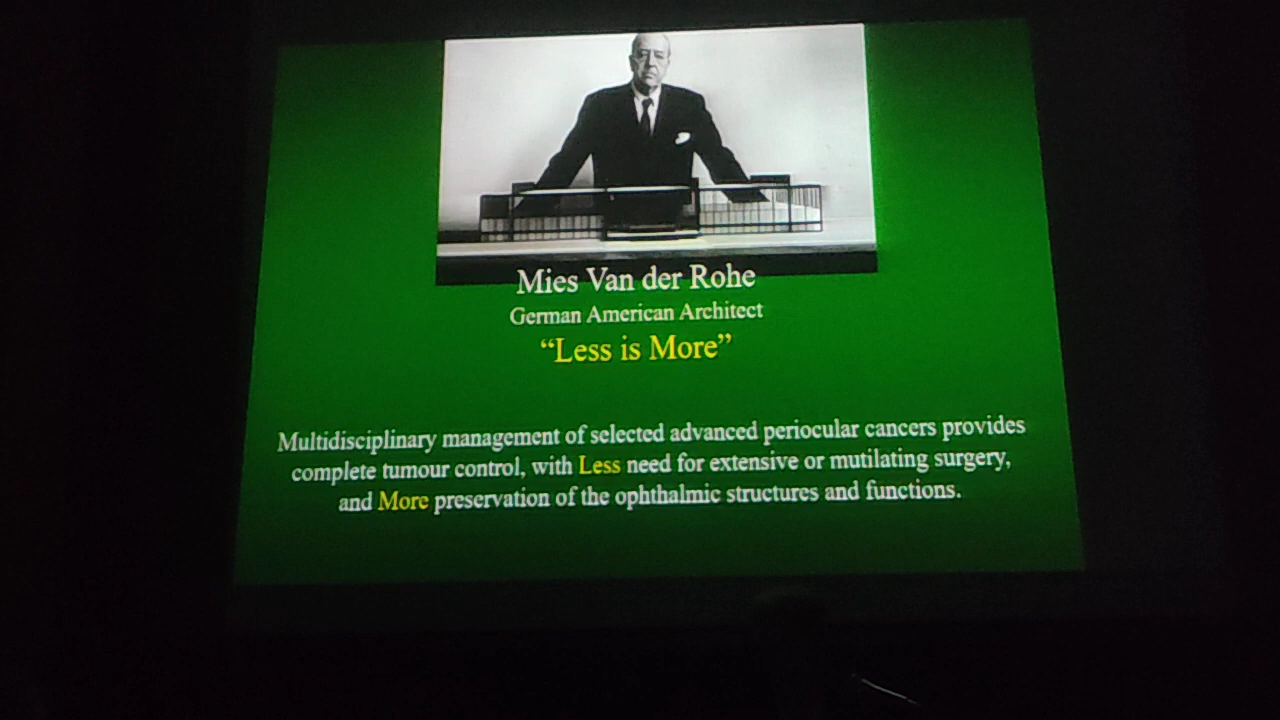 Mies Van der Rohe
German American Architect
“Less is More”
Multidisciplinary management of selected advanced periocular cancers provides
complete tumour control, with Less need for extensive or mutilating surgery,
and More preservation of the ophthalmic structures and functions.